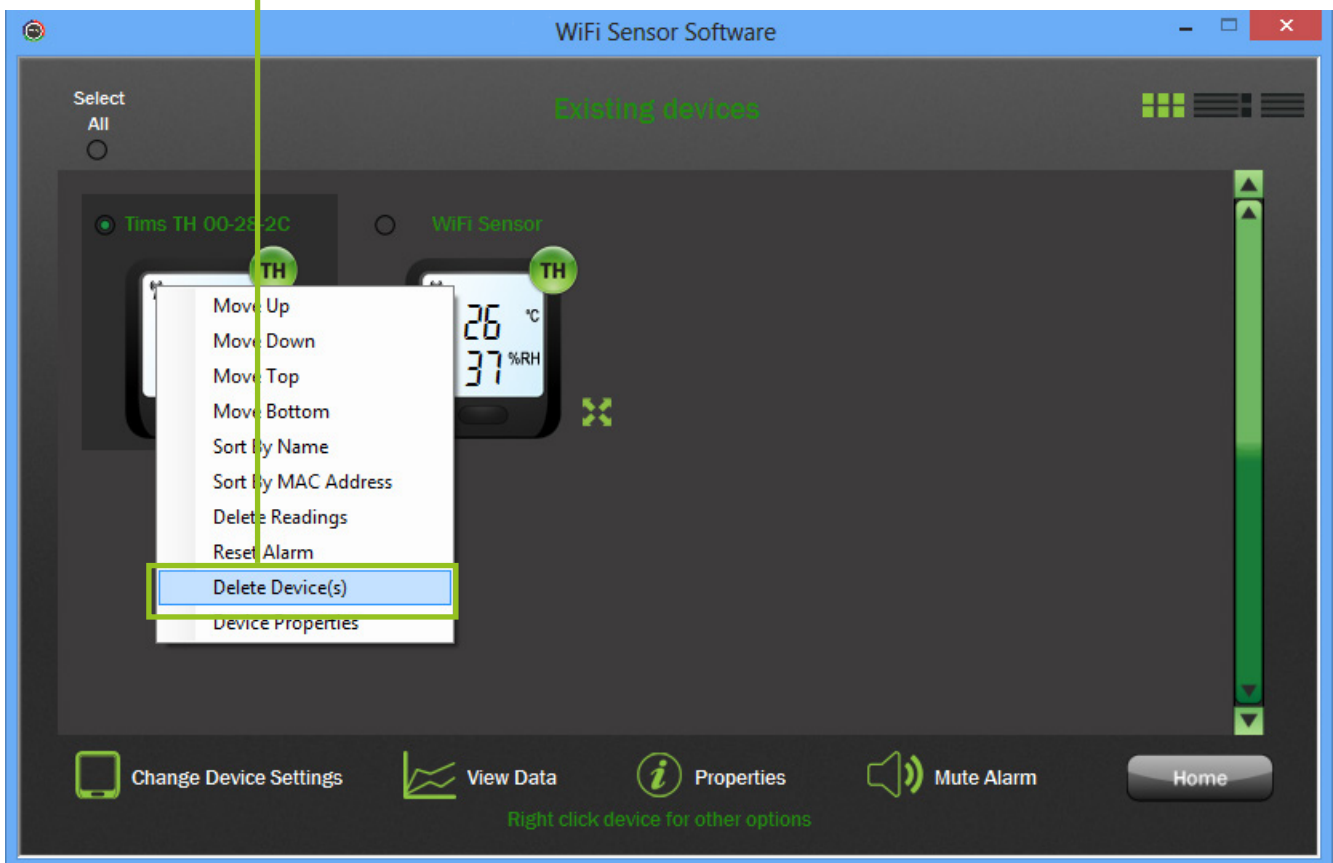 WiFi Sensor Software
Select
All
Existing devices
Tims TH 00-28-2C
WiFi Sensor
TH
TH
26 °C
37 %RH
Move Up
Move Down
Move Top
Move Bottom
Sort By Name
Sort By MAC Address
Delete Readings
Reset Alarm
Delete Device(s)
Device Properties
Change Device Settings
View Data
i
Properties
Mute Alarm
Home
Right click device for other options